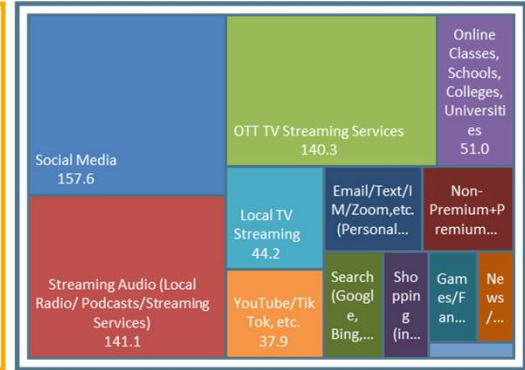 Social Media
157.6
Streaming Audio (Local
Radio/ Podcasts/Streaming
Services)
141.1
OTT TV Streaming Services
140.3
Online
Classes,
Schools,
Colleges,
Universiti
es
51.0
Local TV
Streaming
44.2
YouTube/Tik
Tok, etc.
37.9
Email/Text/I
M/Zoom,etc.
(Personal...
Non-
Premium+P
remium...
Search
(Googl
e,
Bing,...
Sho
ppin
g
(in...
Gam
es/F
an...
Ne
ws
/...